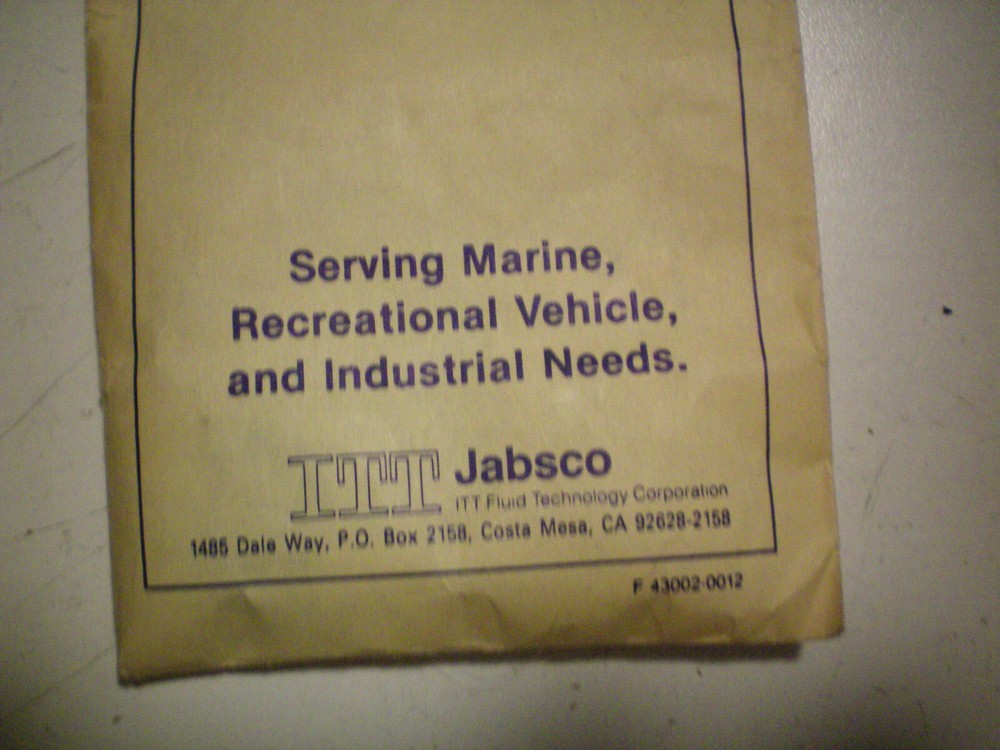 Serving Marine,
Recreational Vehicle,
and Industrial Needs.
ITT Jabsco
ITT Fluid Technology Corporation
1485 Dale Way, P.O. Box 2158, Costa Mesa, CA 92628-2158
F 43002-0012